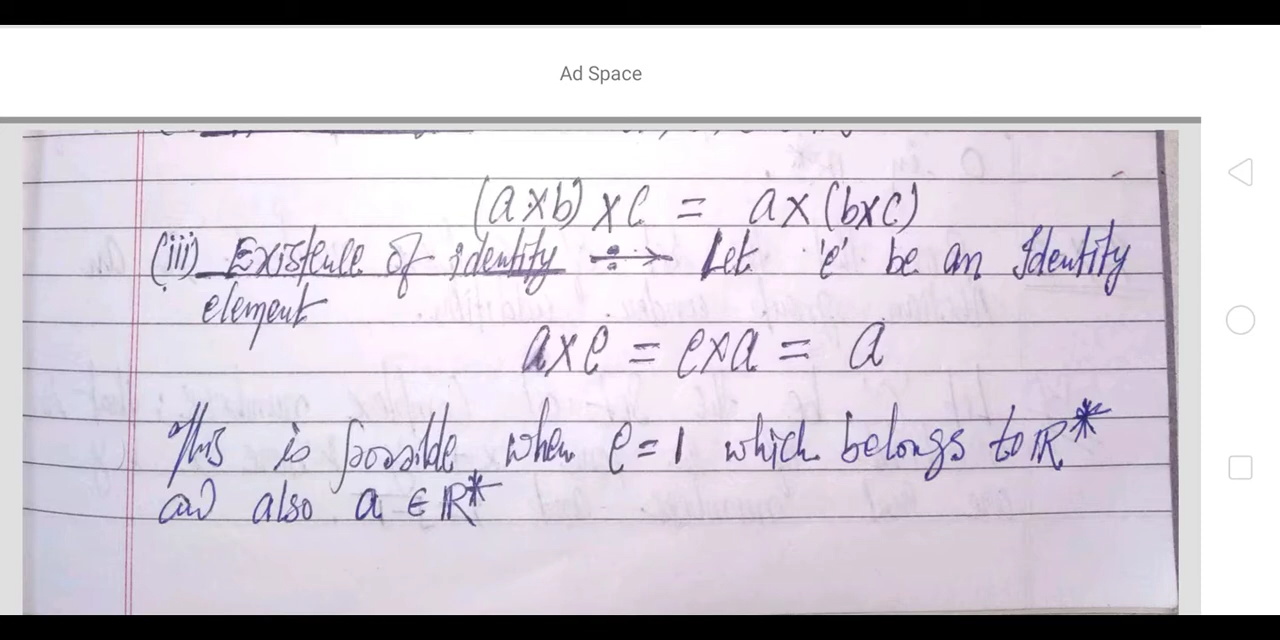 Ad Space
(a×b) × c = a × (b×c)
(iii) Existence of identity ÷→ Let 'e' be an Identity
element
a×e = e×a = a
This is possible when e = 1 which belongs to ℝ*
and also a ∈ ℝ*